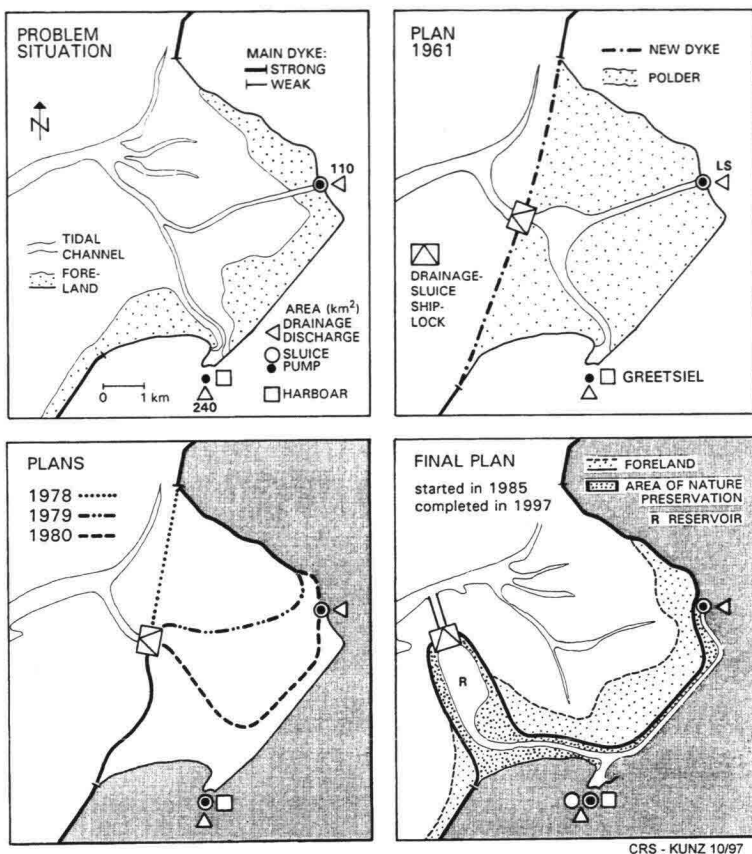 PROBLEM
SITUATION
MAIN DYKE:
STRONG
WEAK
N
110
TIDAL
CHANNEL
FORE-
LAND
AREA (km²)
DRAINAGE
DISCHARGE
SLUICE
PUMP
HARBOAR
0 1 km
240
PLAN
1961
NEW DYKE
POLDER
LS
DRAINAGE-
SLUICE
SHIP-
LOCK
GREETSIEL
PLANS
1978
1979
1980
FINAL PLAN
started in 1985
completed in 1997
FORELAND
AREA OF NATURE
PRESERVATION
R RESERVOIR
R
CRS - KUNZ 10/97